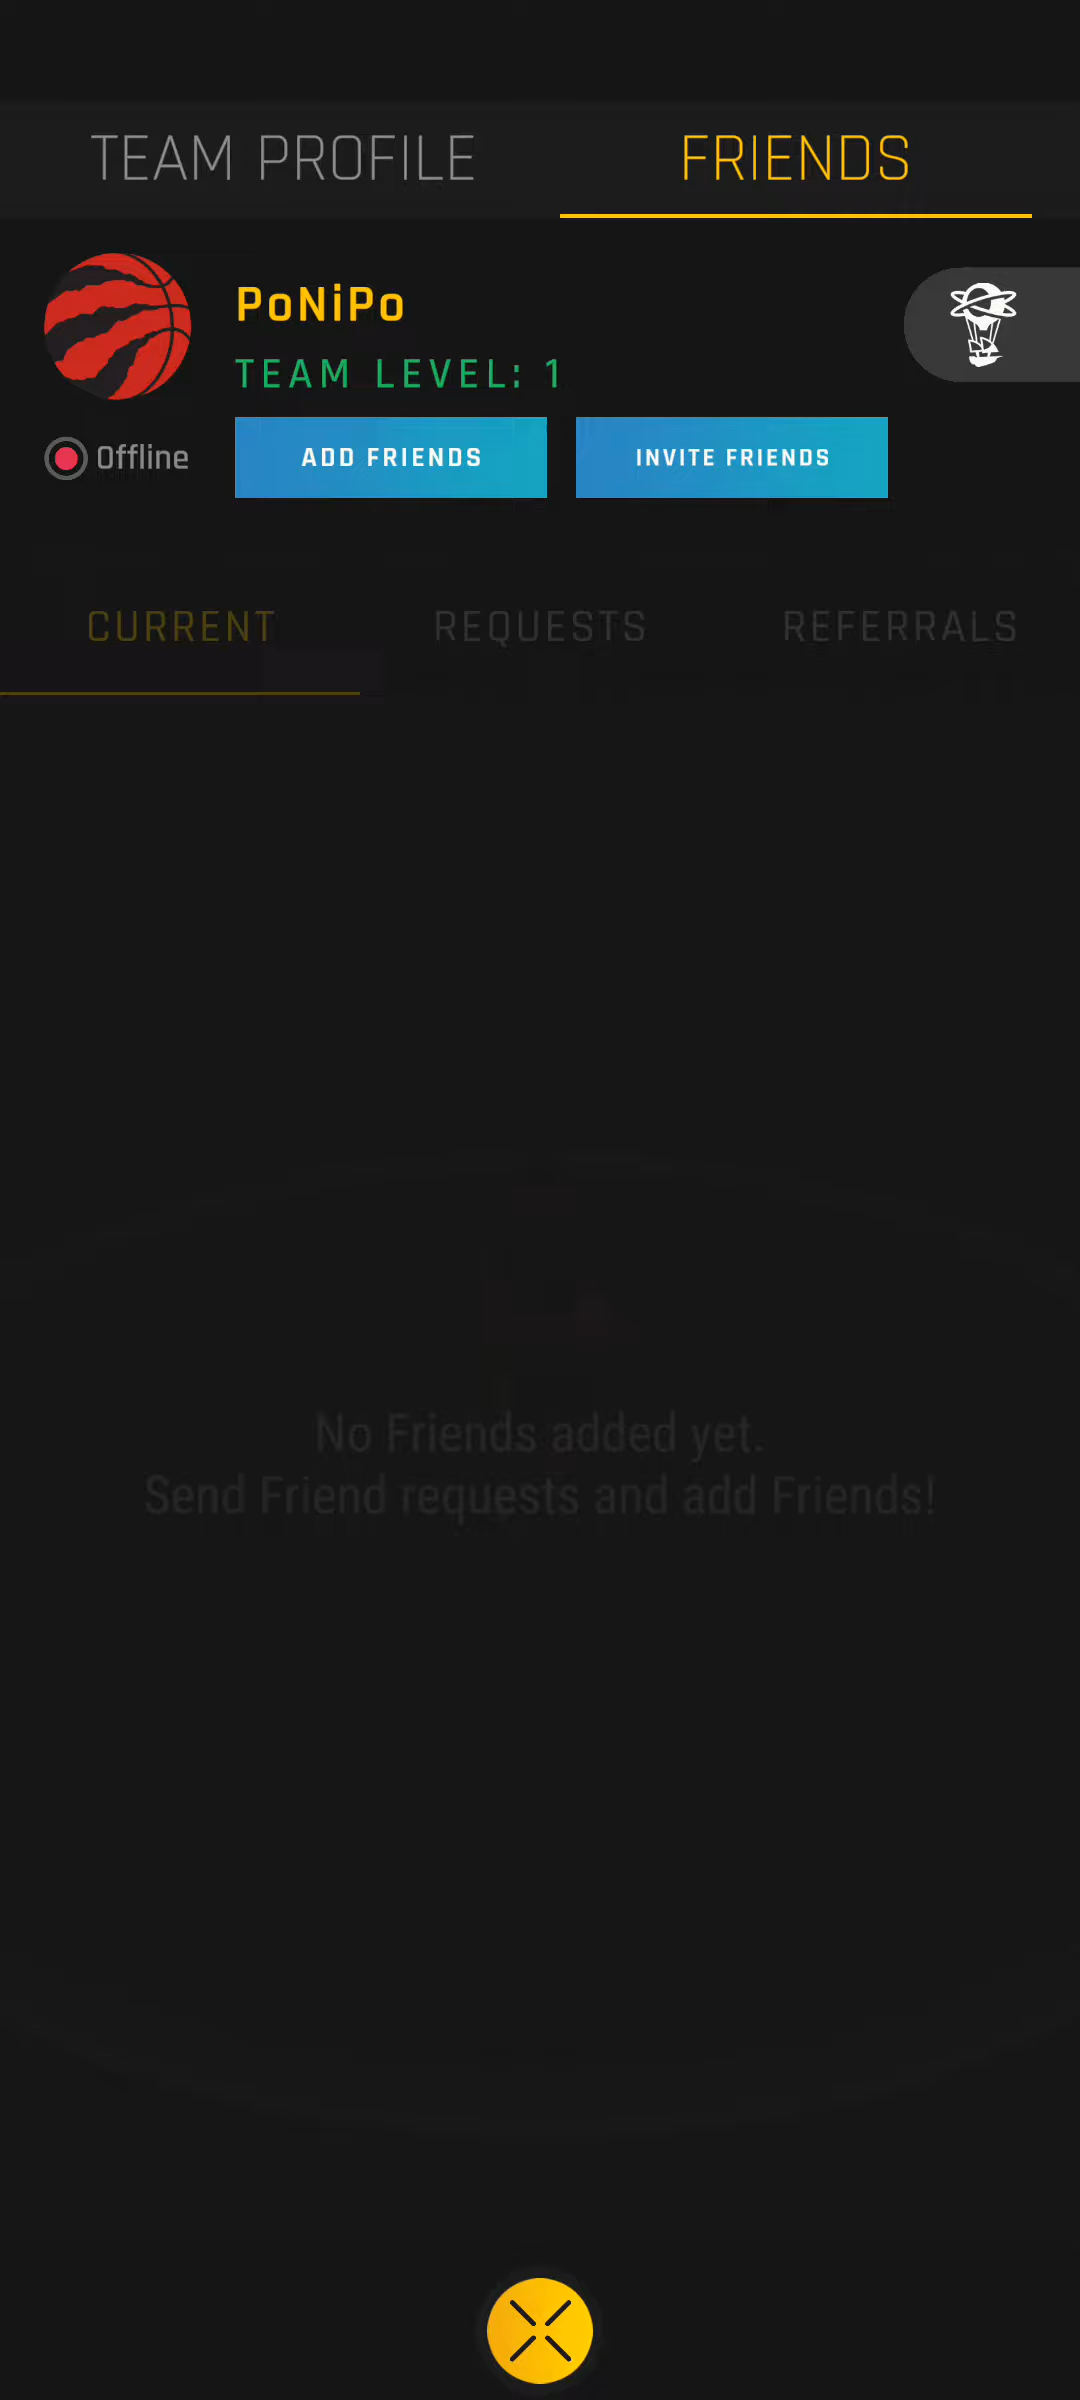 TEAM PROFILE FRIENDS
PoNiPo
TEAM LEVEL: 1
Offline ADD FRIENDS INVITE FRIENDS
CURRENT REQUESTS REFERRALS
No Friends added yet.
Send Friend requests and add Friends!